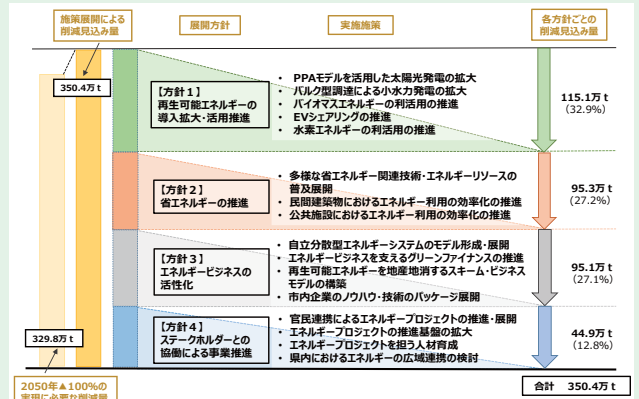 施策展開による
削減見込み量
展開方針
実施施策
各方針ごとの
削減見込み量
350.4万 t
【方針１】
再生可能エネルギーの
導入拡大・活用推進
• PPAモデルを活用した太陽光発電の拡大
• バルク型調達による小水力発電の拡大
• バイオマスエネルギーの利活用の推進
• EVシェアリングの推進
• 水素エネルギーの利活用の推進
115.1万 t
(32.9%)
【方針２】
省エネルギーの推進
• 多様な省エネルギー関連技術・エネルギーリソースの
普及展開
• 民間建築物におけるエネルギー利用の効率化の推進
• 公共施設におけるエネルギー利用の効率化の推進
95.3万 t
(27.2%)
【方針３】
エネルギービジネスの
活性化
• 自立分散型エネルギーシステムのモデル形成・展開
• エネルギービジネスを支えるグリーンファイナンスの推進
• 再生可能エネルギーを地産地消するスキーム・ビジネス
モデルの構築
• 市内企業のノウハウ・技術のパッケージ展開
95.1万 t
(27.1%)
【方針４】
ステークホルダーとの
協働による事業推進
• 官民連携によるエネルギープロジェクトの推進・展開
• エネルギープロジェクトの推進基盤の拡大
• エネルギープロジェクトを担う人材育成
• 県内におけるエネルギーの広域連携の検討
44.9万 t
(12.8%)
329.8万 t
2050年▲100%の
実現に必要な削減量
合計 350.4万 t